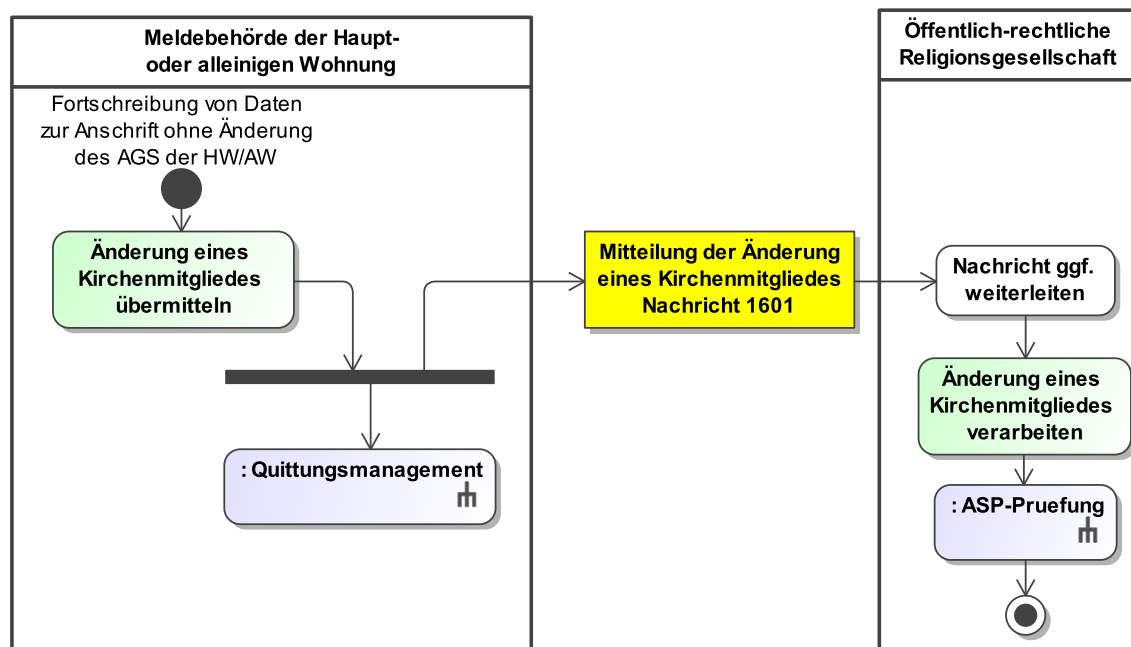 Meldebehörde der Haupt-
oder alleinigen Wohnung
Fortschreibung von Daten
zur Anschrift ohne Änderung
des AGS der HW/AW
Änderung eines
Kirchenmitgliedes
übermitteln
: Quittungsmanagement
Mitteilung der Änderung
eines Kirchenmitgliedes
Nachricht 1601
Öffentlich-rechtliche
Religionsgesellschaft
Nachricht ggf.
weiterleiten
Änderung eines
Kirchenmitgliedes
verarbeiten
: ASP-Pruefung